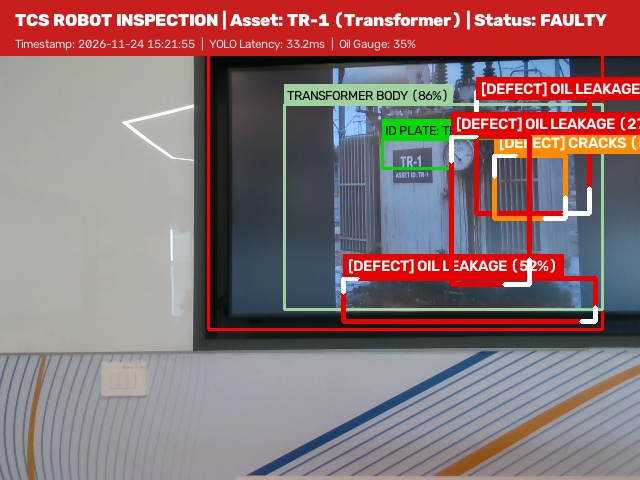 TCS ROBOT INSPECTION | Asset: TR-1 (Transformer) | Status: FAULTY
Timestamp: 2026-11-24 15:21:55 | YOLO Latency: 33.2ms | Oil Gauge: 35%
[DEFECT] OIL LEAKAGE
TRANSFORMER BODY (86%)
[DEFECT] OIL LEAKAGE (27
ID PLATE:
[DEFECT] CRACKS
TR-1
ASSET ID: TR-1
[DEFECT] OIL LEAKAGE (52%)